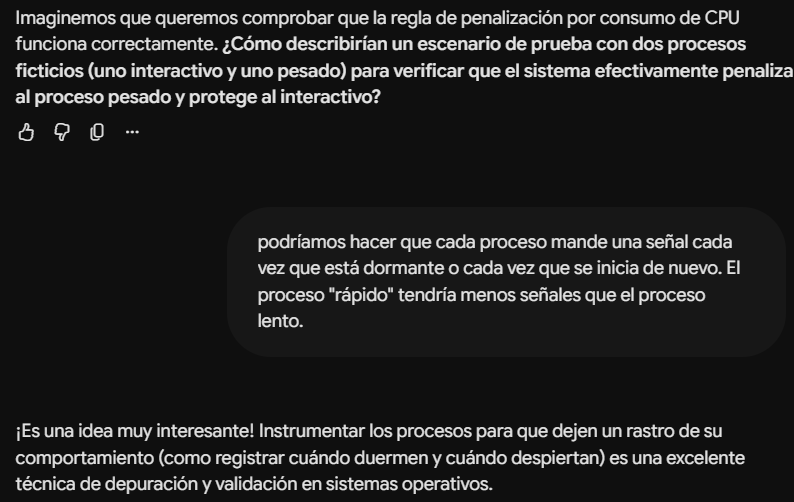 Imaginemos que queremos comprobar que la regla de penalización por consumo de CPU
funciona correctamente. ¿Cómo describirían un escenario de prueba con dos procesos
ficticios (uno interactivo y uno pesado) para verificar que el sistema efectivamente penaliza
al proceso pesado y protege al interactivo?
podríamos hacer que cada proceso mande una señal cada
vez que está dormante o cada vez que se inicia de nuevo. El
proceso "rápido" tendría menos señales que el proceso
lento.
¡Es una idea muy interesante! Instrumentar los procesos para que dejen un rastro de su
comportamiento (como registrar cuándo duermen y cuándo despiertan) es una excelente
técnica de depuración y validación en sistemas operativos.